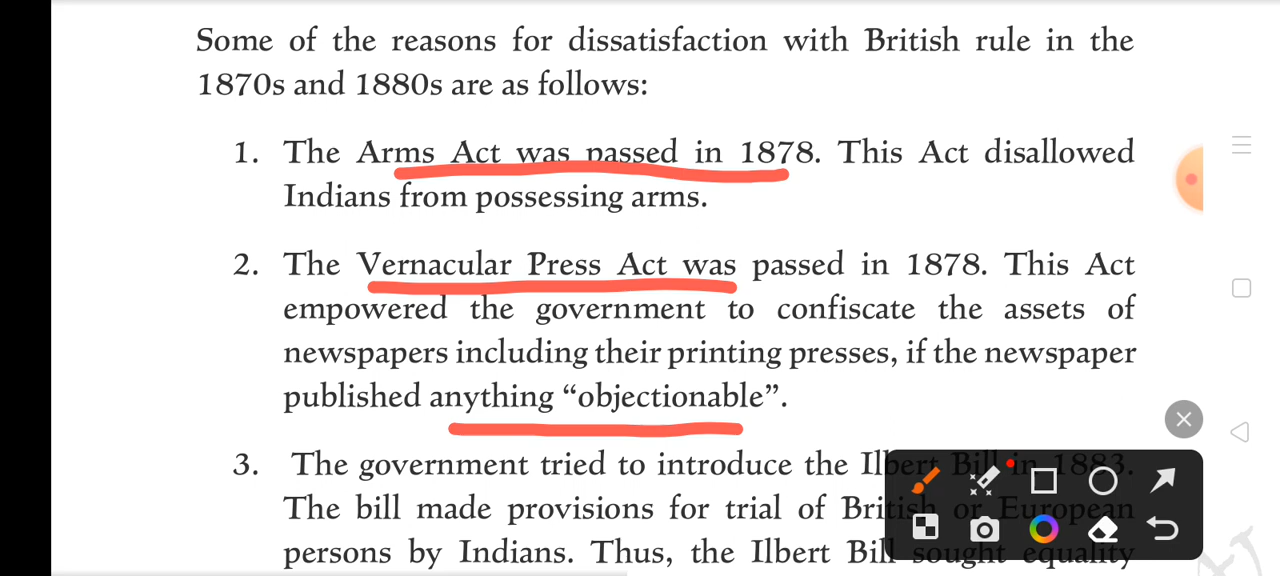 Some of the reasons for dissatisfaction with British rule in the
1870s and 1880s are as follows:
1. The Arms Act was passed in 1878. This Act disallowed
Indians from possessing arms.
2. The Vernacular Press Act was passed in 1878. This Act
empowered the government to confiscate the assets of
newspapers including their printing presses, if the newspaper
published anything “objectionable”.
3. The government tried to introduce the Ilbert Bill in 1883.
The bill made provisions for trial of British or European
persons by Indians. Thus, the Ilbert Bill sought equality